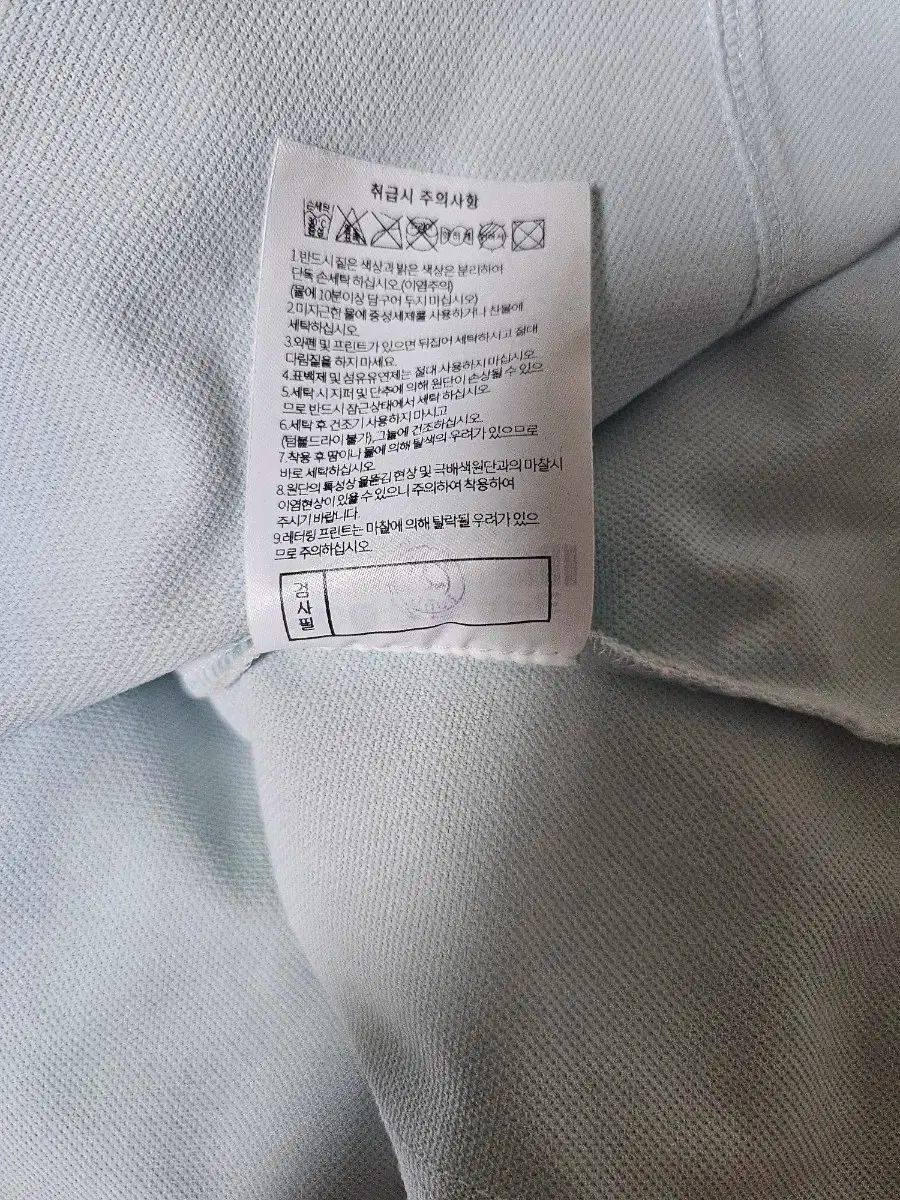 취급시 주의사항
손세탁
30℃
중성
1.반드시 짙은 색상과 밝은 색상은 분리하여
단독 손세탁 하십시오.(이염주의)
(물에 10분이상 담구어 두지 마십시오)
2.미지근한 물에 중성세제를 사용하거나 찬물에
세탁하십시오.
3.와펜 및 프린트가 있으면 뒤집어 세탁하시고 절대
다림질을 하지 마세요.
4.표백제 및 섬유유연제는 절대 사용하지 마십시오.
5.세탁 시 지퍼 및 단추에 의해 원단이 손상될 수 있으
므로 반드시 잠근상태에서 세탁 하십시오.
6.세탁 후 건조기 사용하지 마시고
(텀블드라이 불가),그늘에 건조하십시오.
7.착용 후 땀이나 물에 의해 탈색의 우려가 있으므로
바로 세탁하십시오.
8.원단의 특성상 올뜯김 현상 및 극배색원단과의 마찰시
이염현상이 있을 수 있으니 주의하여 착용하여
주시기 바랍니다.
9.레터링 프린트는 마찰에 의해 탈락될 우려가 있으
므로 주의하십시오.
검사필